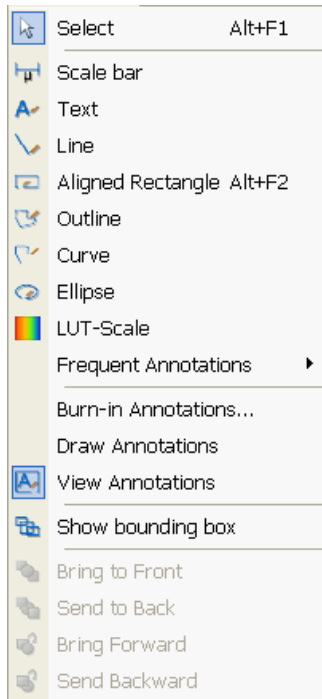 Select Alt+F1
µ Scale bar
A Text
Line
Aligned Rectangle Alt+F2
Outline
Curve
Ellipse
LUT-Scale
Frequent Annotations
Burn-in Annotations...
Draw Annotations
A View Annotations
Show bounding box
Bring to Front
Send to Back
Bring Forward
Send Backward